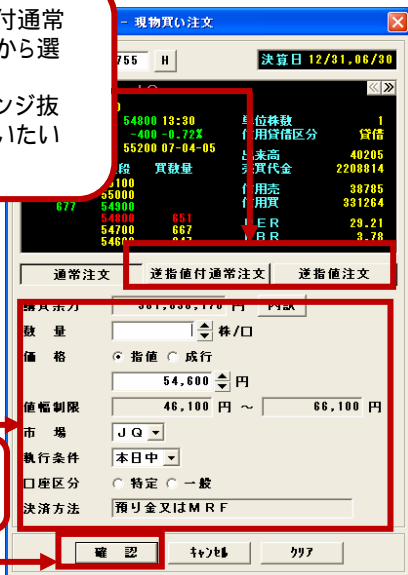 付通常
から選
ンジ抜
いたい
- 現物買い注文
755 H 決算日 12/31,06/30
54800 13:30 単位株数 1
-400 -0.72% 信用貸借区分 貸借
55200 07-04-05
出来高 40205
段 買数量 売買代金 2208814
55000 信用売 38785
677 54900 信用買 331264
54800 651
54700 667 PER 29.21
54600 PBR 3.78
通常注文 逆指値付通常注文 逆指値注文
数 量 株/口
価 格 指値 成行
54,600 円
値幅制限 46,100 円 ~ 66,100 円
市 場 JQ
執行条件 本日中
口座区分 特定 一般
決済方法 預り金又はMRF
確 認 キャンセル クリア